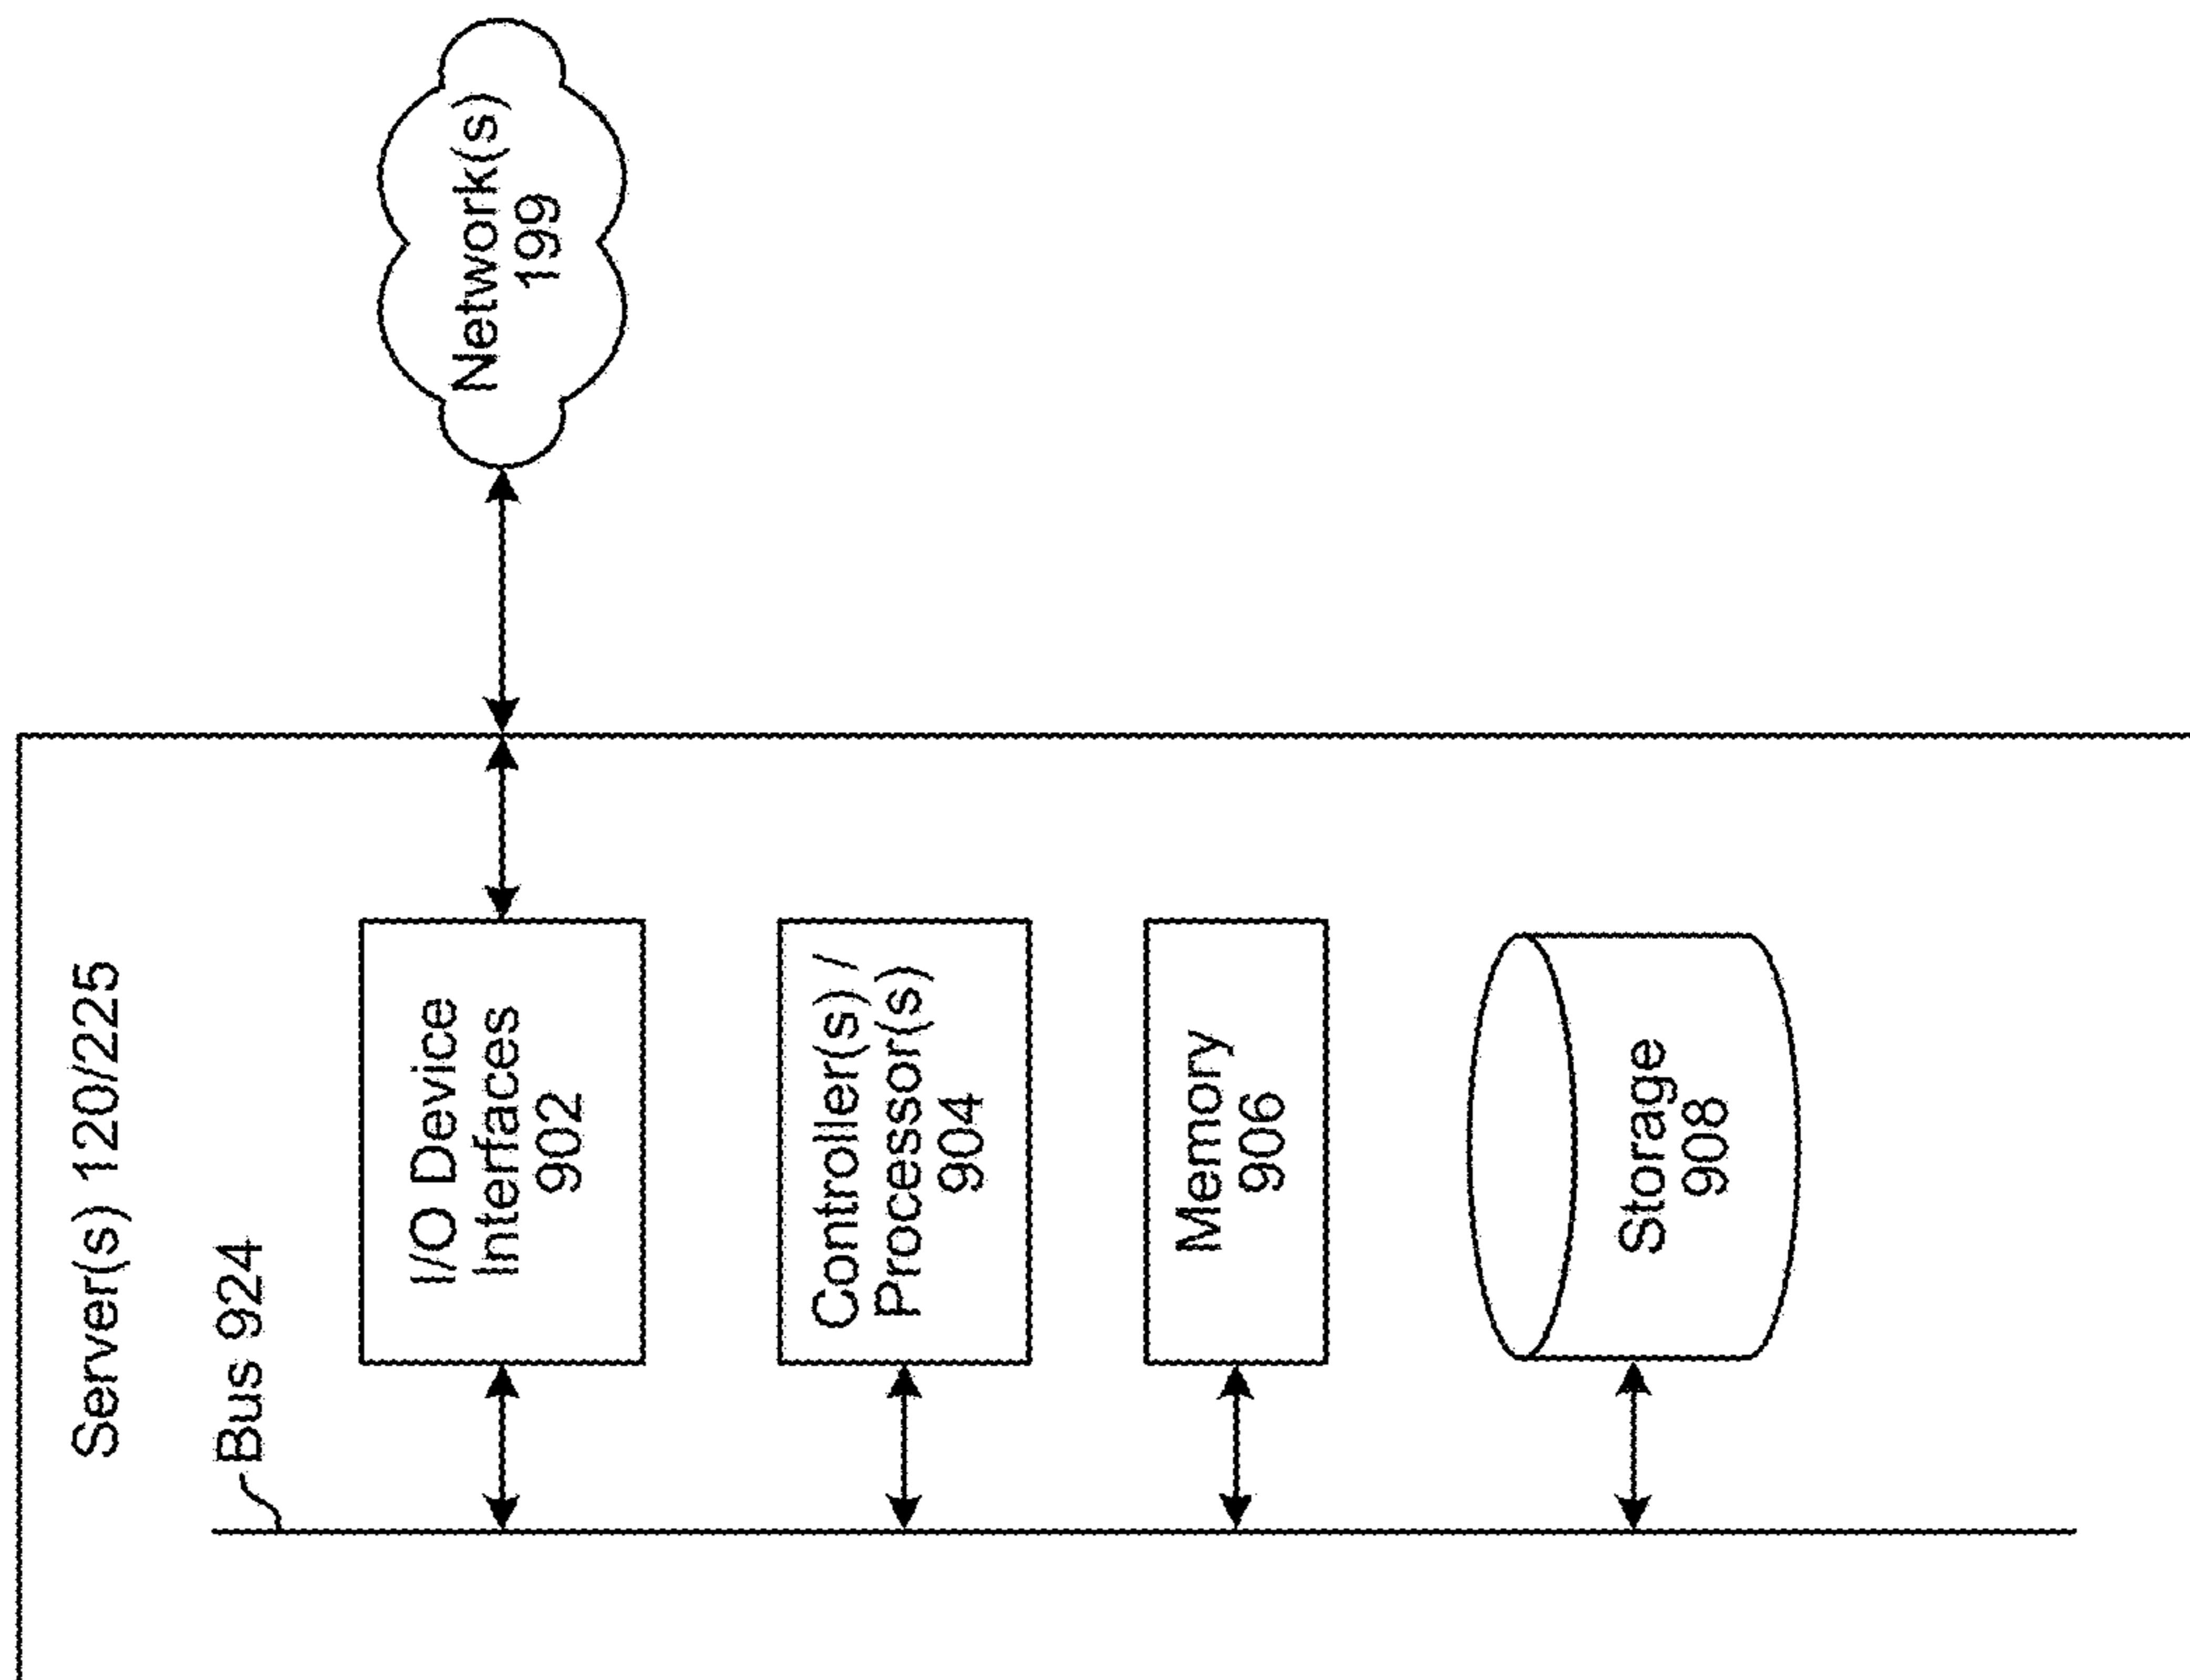 Server(s) 120/225
Bus 924
I/O Device
Interfaces
902
Network(s)
199
Controller(s) /
Processor(s)
904
Memory
906
Storage
908